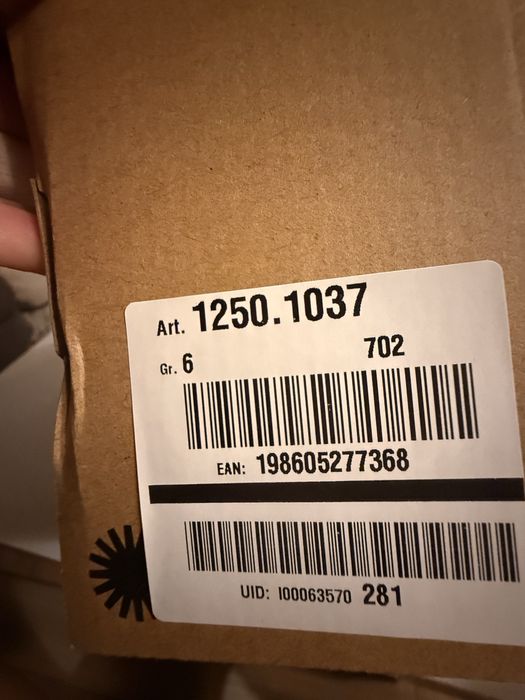 Art. 1250.1037
Gr. 6 702
EAN: 198605277368
UID: I00063570 281